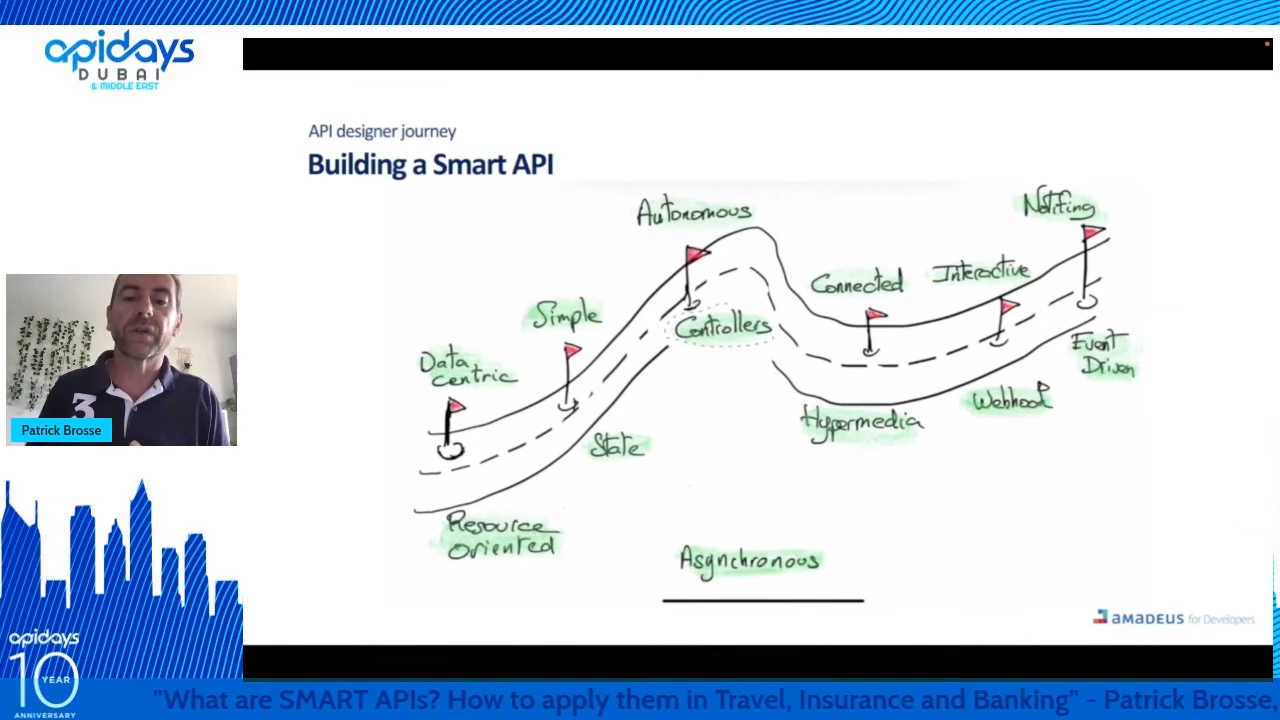 apidays
DUBAI
& MIDDLE EAST
API designer journey
Building a Smart API
Autonomous
Notifing
Connected
Interactive
Simple
Controllers
Data
centric
Event
Driven
Webhook
Hypermedia
State
Resource
Oriented
Asynchronous
3
Patrick Brosse
amadeus for Developers
apidays
10
YEAR
ANNIVERSARY
"What are SMART APIs? How to apply them in Travel, Insurance and Banking" - Patrick Brosse,